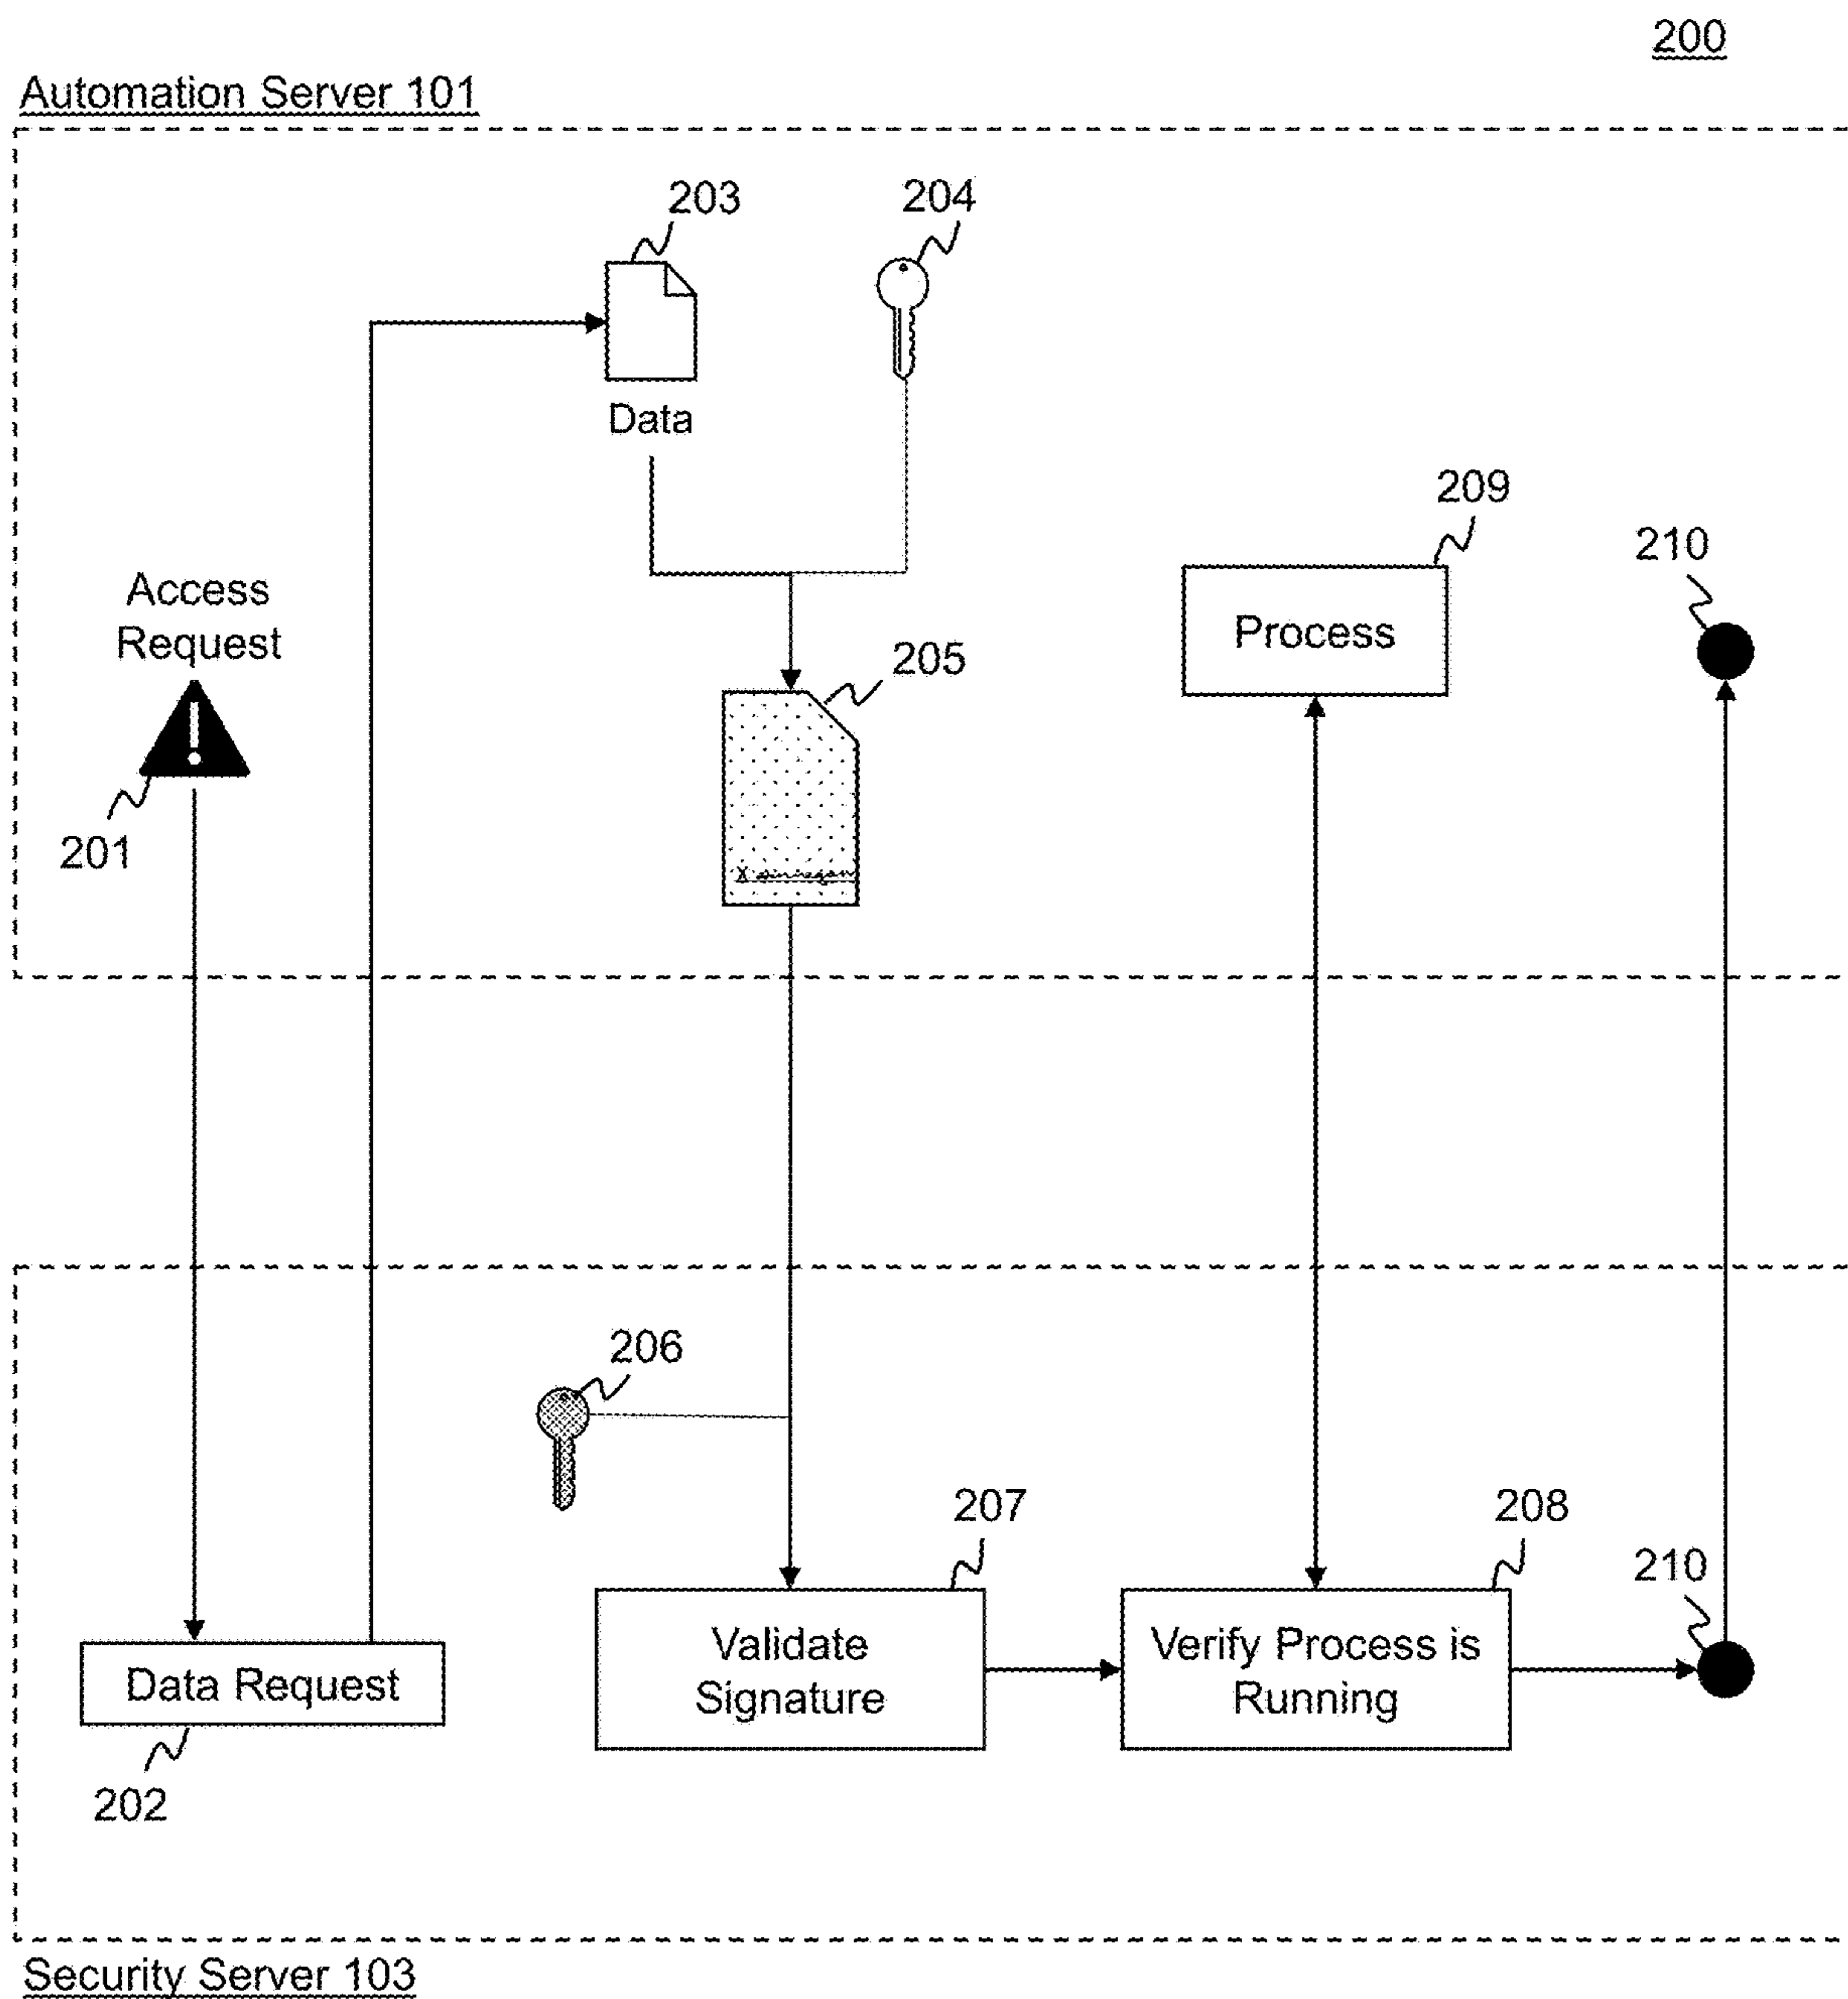 200
Automation Server 101
203
204
Data
209
210
Access
Request
Process
205
201
X
206
207
208
210
Validate
Signature
Verify Process is
Running
Data Request
202
Security Server 103